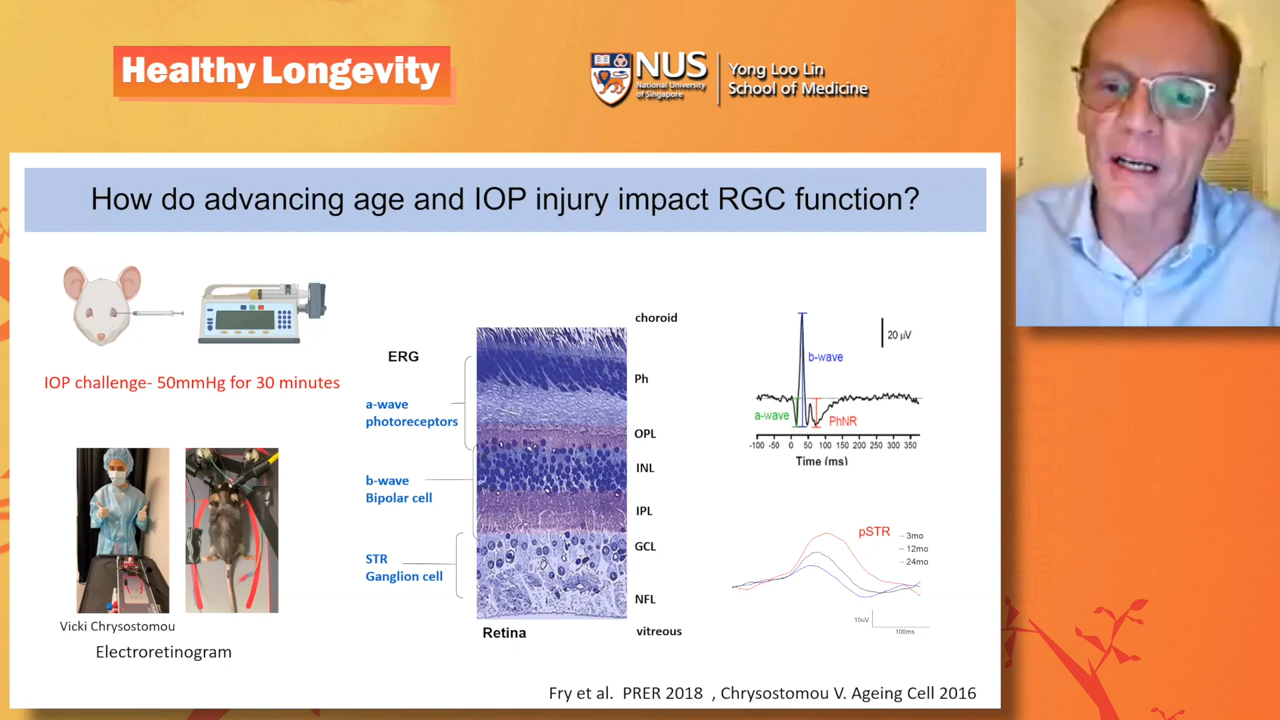 Healthy Longevity
NUS
National University
of Singapore
Yong Loo Lin
School of Medicine
How do advancing age and IOP injury impact RGC function?
IOP challenge- 50mmHg for 30 minutes
Vicki Chrysostomou
Electroretinogram
ERG
a-wave
photoreceptors
b-wave
Bipolar cell
STR
Ganglion cell
choroid
Ph
OPL
INL
IPL
GCL
NFL
vitreous
Retina
20 µV
b-wave
a-wave
PhNR
-100 -50 0 50 100 150 200 250 300 350
Time (ms)
pSTR
3mo
12mo
24mo
10uV
100ms
Fry et al. PRER 2018 , Chrysostomou V. Ageing Cell 2016